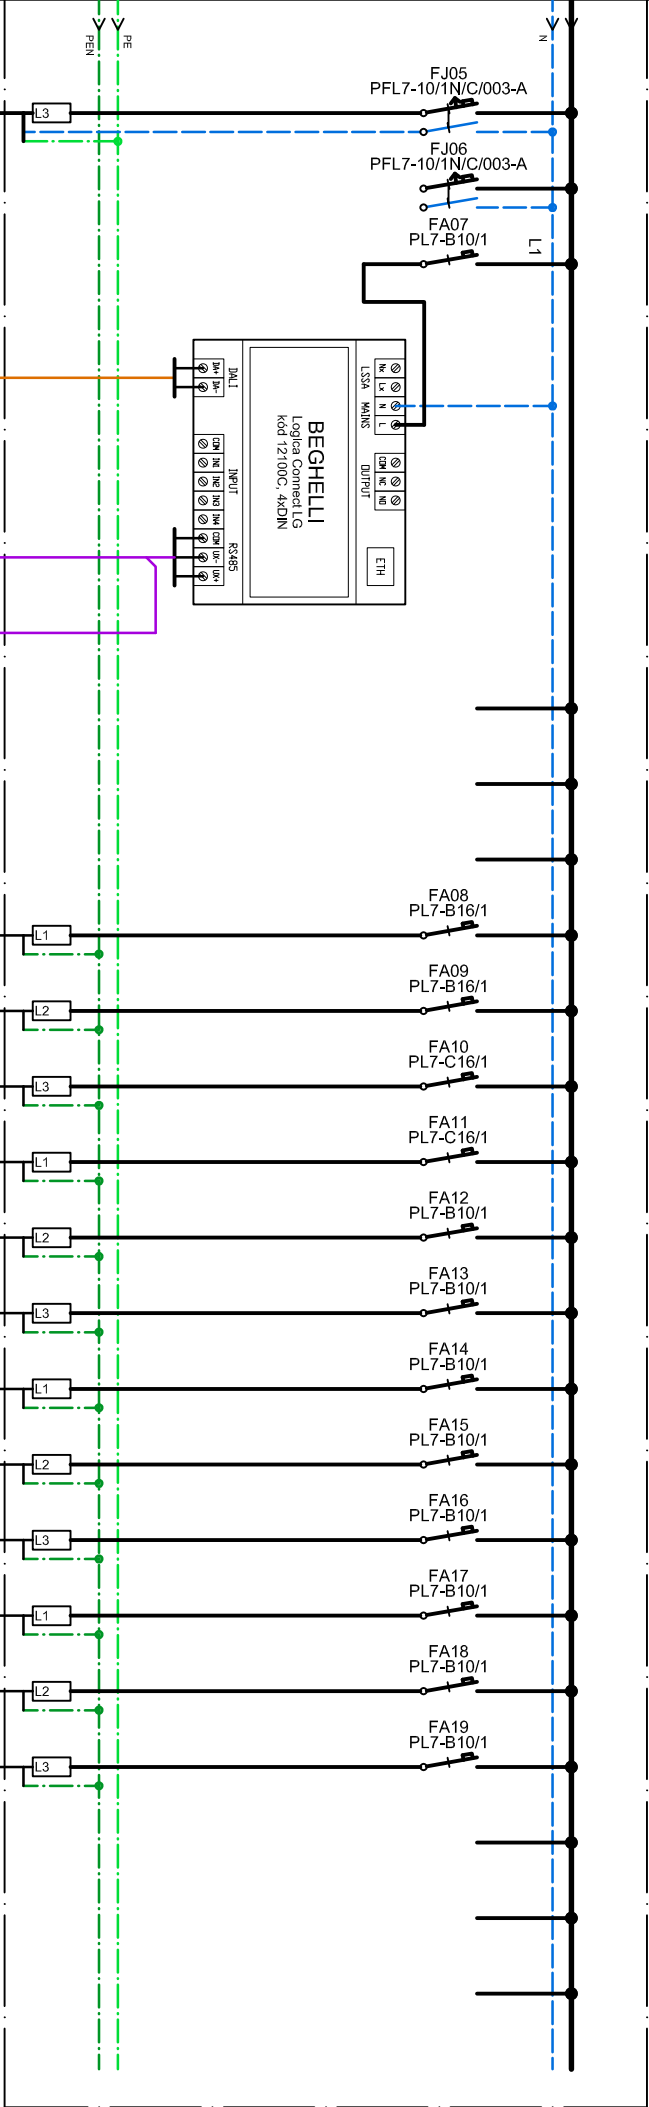 PEN
PE
N
FJ05
PFL7-10/1N/C/003-A
L3
FJ06
PFL7-10/1N/C/003-A
FA07
PL7-B10/1
L1
DALI
DA+
DA-
INPUT
COM
IN1
IN2
IN3
IN4
RS485
COM
UX-
UX+
BEGHELLI
Logica Connect LG
kód 12100C, 4xDIN
LSSA
MAINS
Nx
Lx
N
L
OUTPUT
COM
NC
NO
ETH
FA08
PL7-B16/1
L1
FA09
PL7-B16/1
L2
FA10
PL7-C16/1
L3
FA11
PL7-C16/1
L1
FA12
PL7-B10/1
L2
FA13
PL7-B10/1
L3
FA14
PL7-B10/1
L1
FA15
PL7-B10/1
L2
FA16
PL7-B10/1
L3
FA17
PL7-B10/1
L1
FA18
PL7-B10/1
L2
FA19
PL7-B10/1
L3